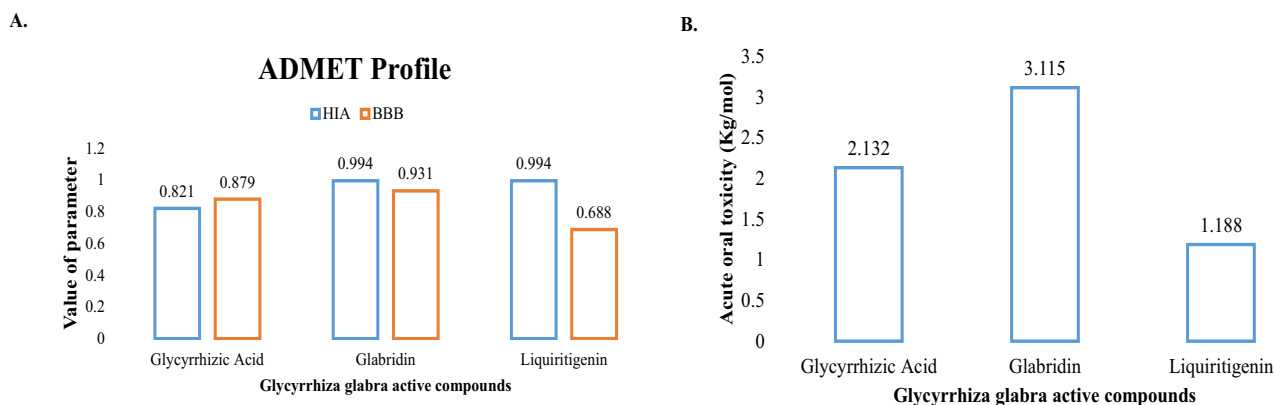 A.
ADMET Profile
HIA BBB
Value of parameter
1.2
1
0.8
0.6
0.4
0.2
0
0.821
0.879
0.994
0.931
0.994
0.688
Glycyrrhizic Acid
Glabridin
Liquiritigenin
Glycyrrhiza glabra active compounds
B.
Acute oral toxicity (Kg/mol)
3.5
3
2.5
2
1.5
1
0.5
0
2.132
3.115
1.188
Glycyrrhizic Acid
Glabridin
Liquiritigenin
Glycyrrhiza glabra active compounds